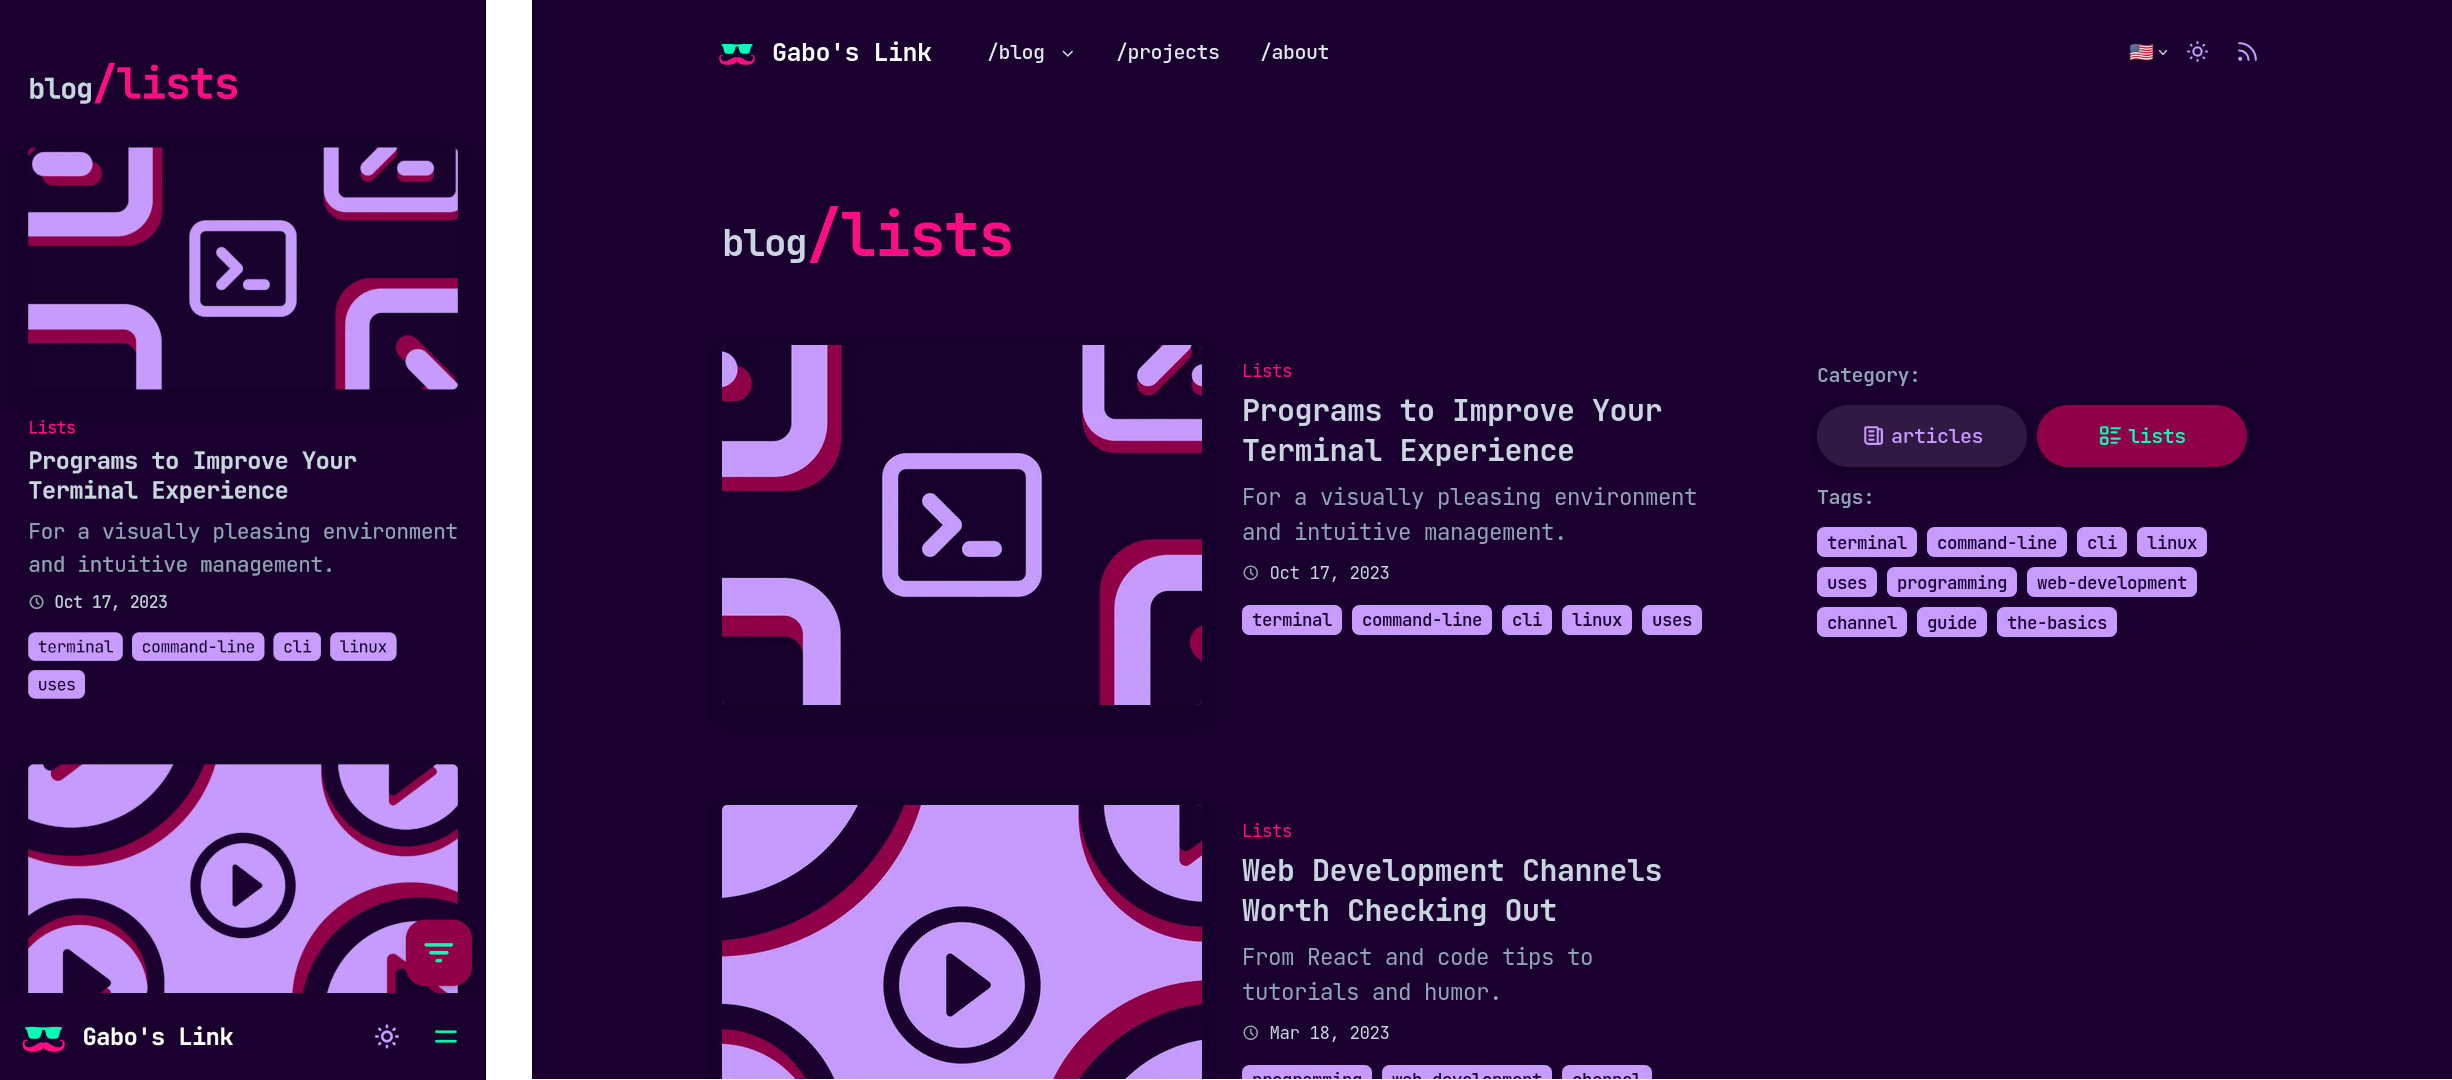 blog/lists
Lists
Programs to Improve Your
Terminal Experience
For a visually pleasing environment
and intuitive management.
Oct 17, 2023
terminal command-line cli linux
uses
Gabo's Link
Gabo's Link /blog /projects /about
blog/lists
Lists
Programs to Improve Your
Terminal Experience
For a visually pleasing environment
and intuitive management.
Oct 17, 2023
terminal command-line cli linux uses
Category:
articles lists
Tags:
terminal command-line cli linux
uses programming web-development
channel guide the-basics
Lists
Web Development Channels
Worth Checking Out
From React and code tips to
tutorials and humor.
Mar 18, 2023
programming web-development channel